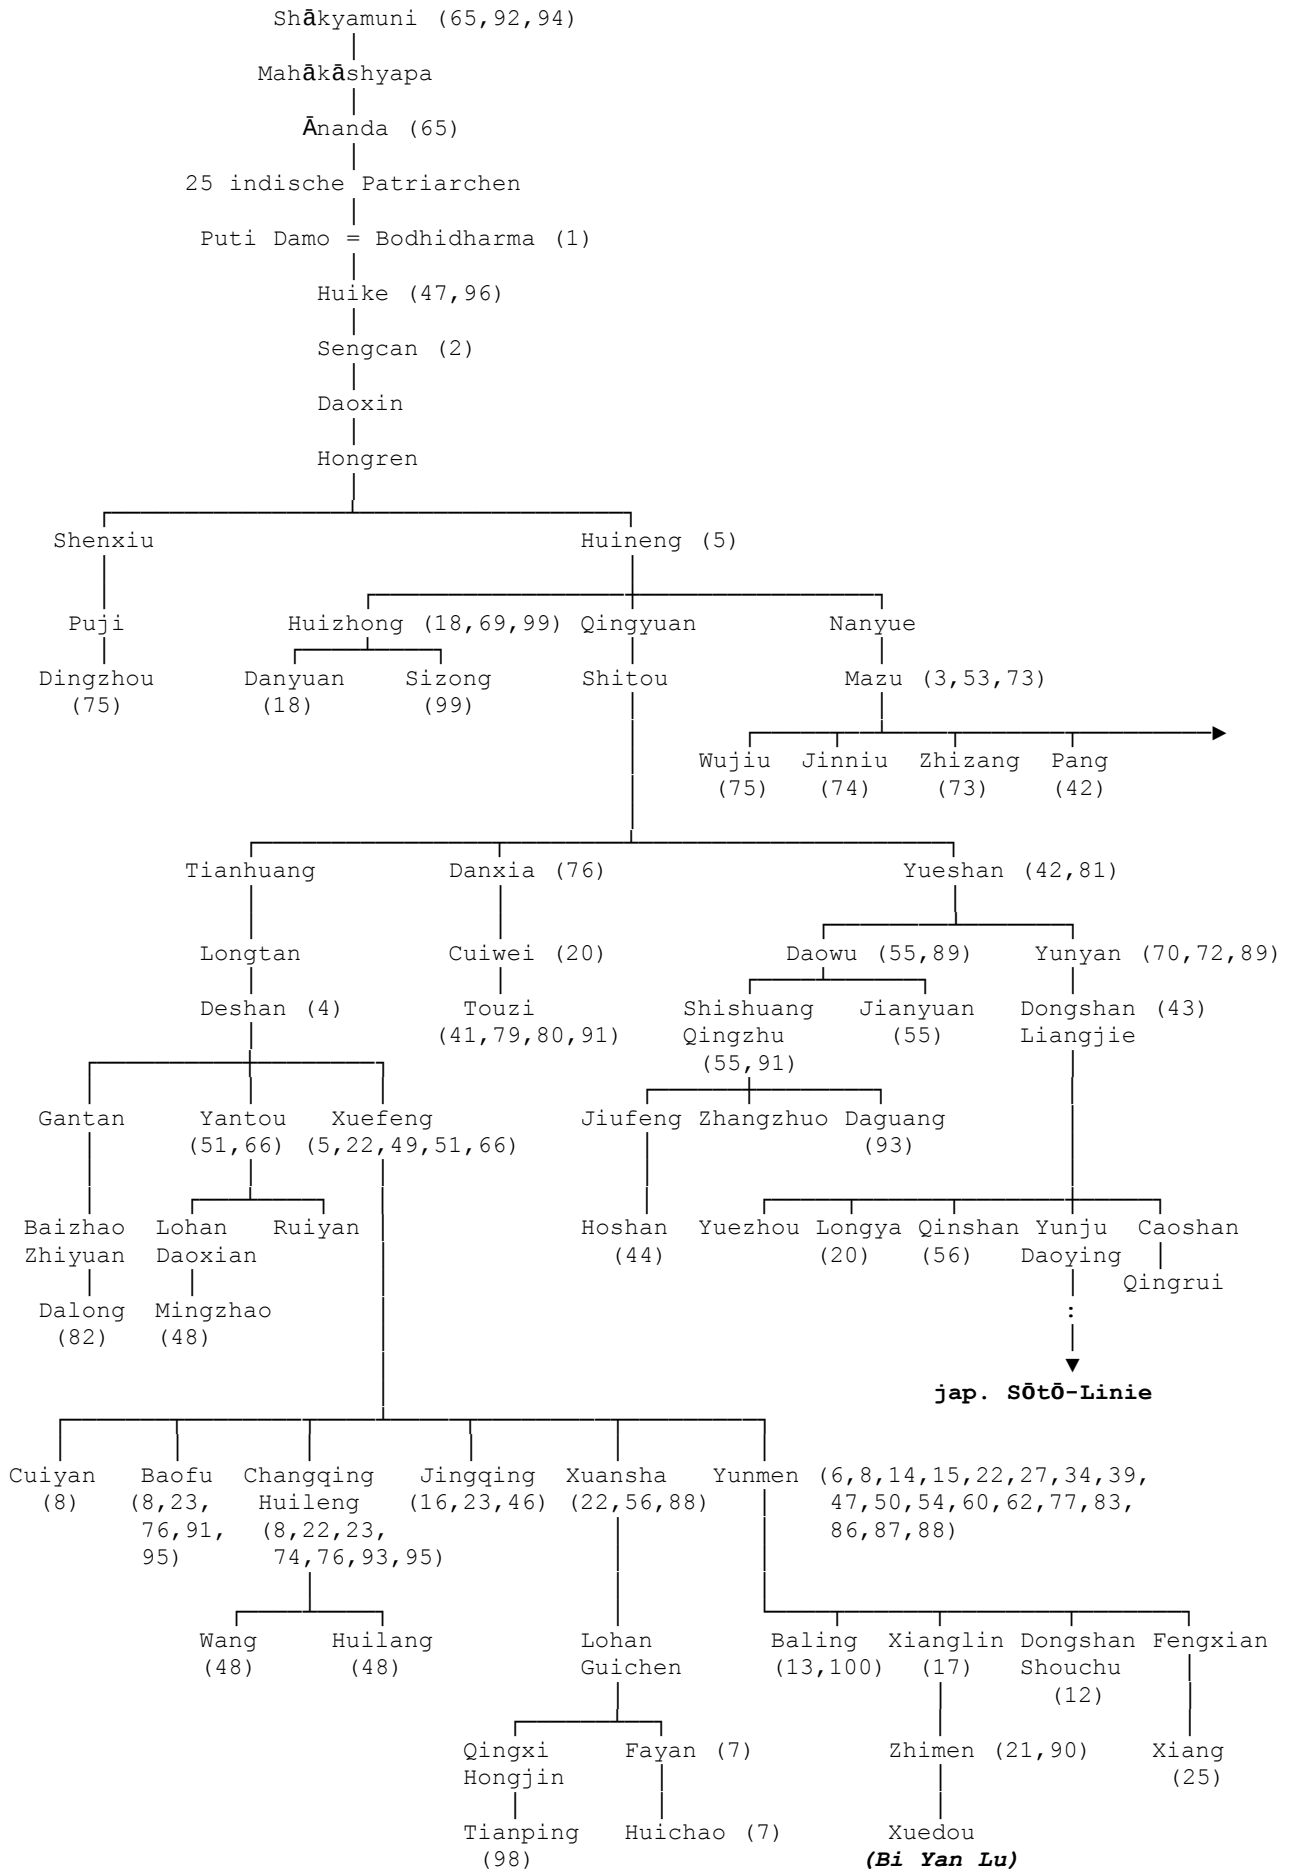 Shākyamuni (65,92,94)
Mahākāshyapa
Ānanda (65)
25 indische Patriarchen
Puti Damo = Bodhidharma (1)
Huike (47,96)
Sengcan (2)
Daoxin
Hongren
Shenxiu Huineng (5)
Puji Huizhong (18,69,99) Qingyuan Nanyue
Dingzhou Danyuan Sizong Shitou Mazu (3,53,73)
(75) (18) (99)
Wujiu Jinniu Zhizang Pang
(75) (74) (73) (42)
Tianhuang Danxia (76) Yueshan (42,81)
Longtan Cuiwei (20) Daowu (55,89) Yunyan (70,72,89)
Deshan (4) Touzi Shishuang Jianyuan Dongshan (43)
(41,79,80,91) Qingzhu (55) Liangjie
(55,91)
Gantan Yantou Xuefeng Jiufeng Zhangzhuo Daguang
(51,66) (5,22,49,51,66) (93)
Baizhao Lohan Ruiyan Hoshan Yuezhou Longya Qinshan Yunju Caoshan
Zhiyuan Daoxian (44) (20) (56) Daoying
Qingrui
Dalong Mingzhao :
(82) (48)
jap. SŌtŌ-Linie
Cuiyan Baofu Changqing Jingqing Xuansha Yunmen (6,8,14,15,22,27,34,39,
(8) (8,23, Huileng (16,23,46) (22,56,88) 47,50,54,60,62,77,83,
76,91, (8,22,23, 86,87,88)
95) 74,76,93,95)
Wang Huilang Lohan Baling Xianglin Dongshan Fengxian
(48) (48) Guichen (13,100) (17) Shouchu
(12)
Qingxi Fayan (7) Zhimen (21,90) Xiang
Hongjin (25)
Tianping Huichao (7) Xuedou
(98) (Bi Yan Lu)